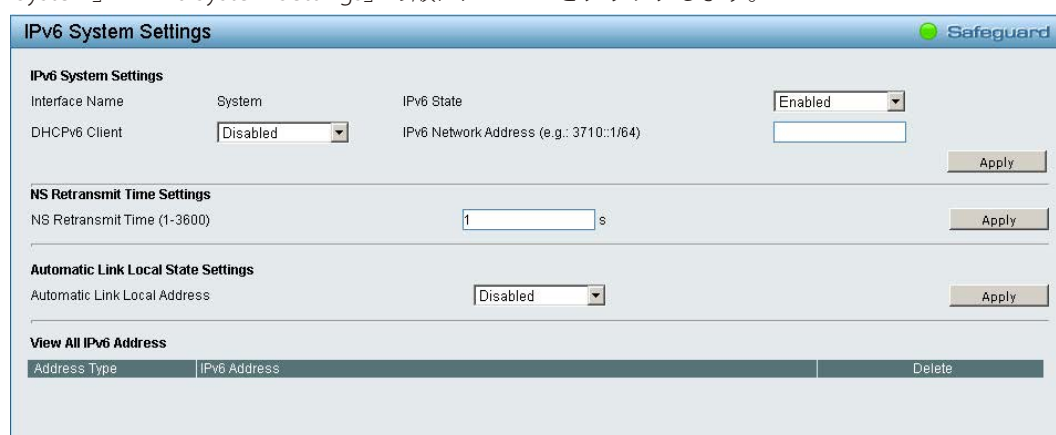 IPv6 System Settings
Safeguard
IPv6 System Settings
Interface Name System IPv6 State Enabled
DHCPv6 Client Disabled IPv6 Network Address (e.g.: 3710::1/64)
Apply
NS Retransmit Time Settings
NS Retransmit Time (1-3600) 1 s Apply
Automatic Link Local State Settings
Automatic Link Local Address Disabled Apply
View All IPv6 Address
Address Type IPv6 Address Delete